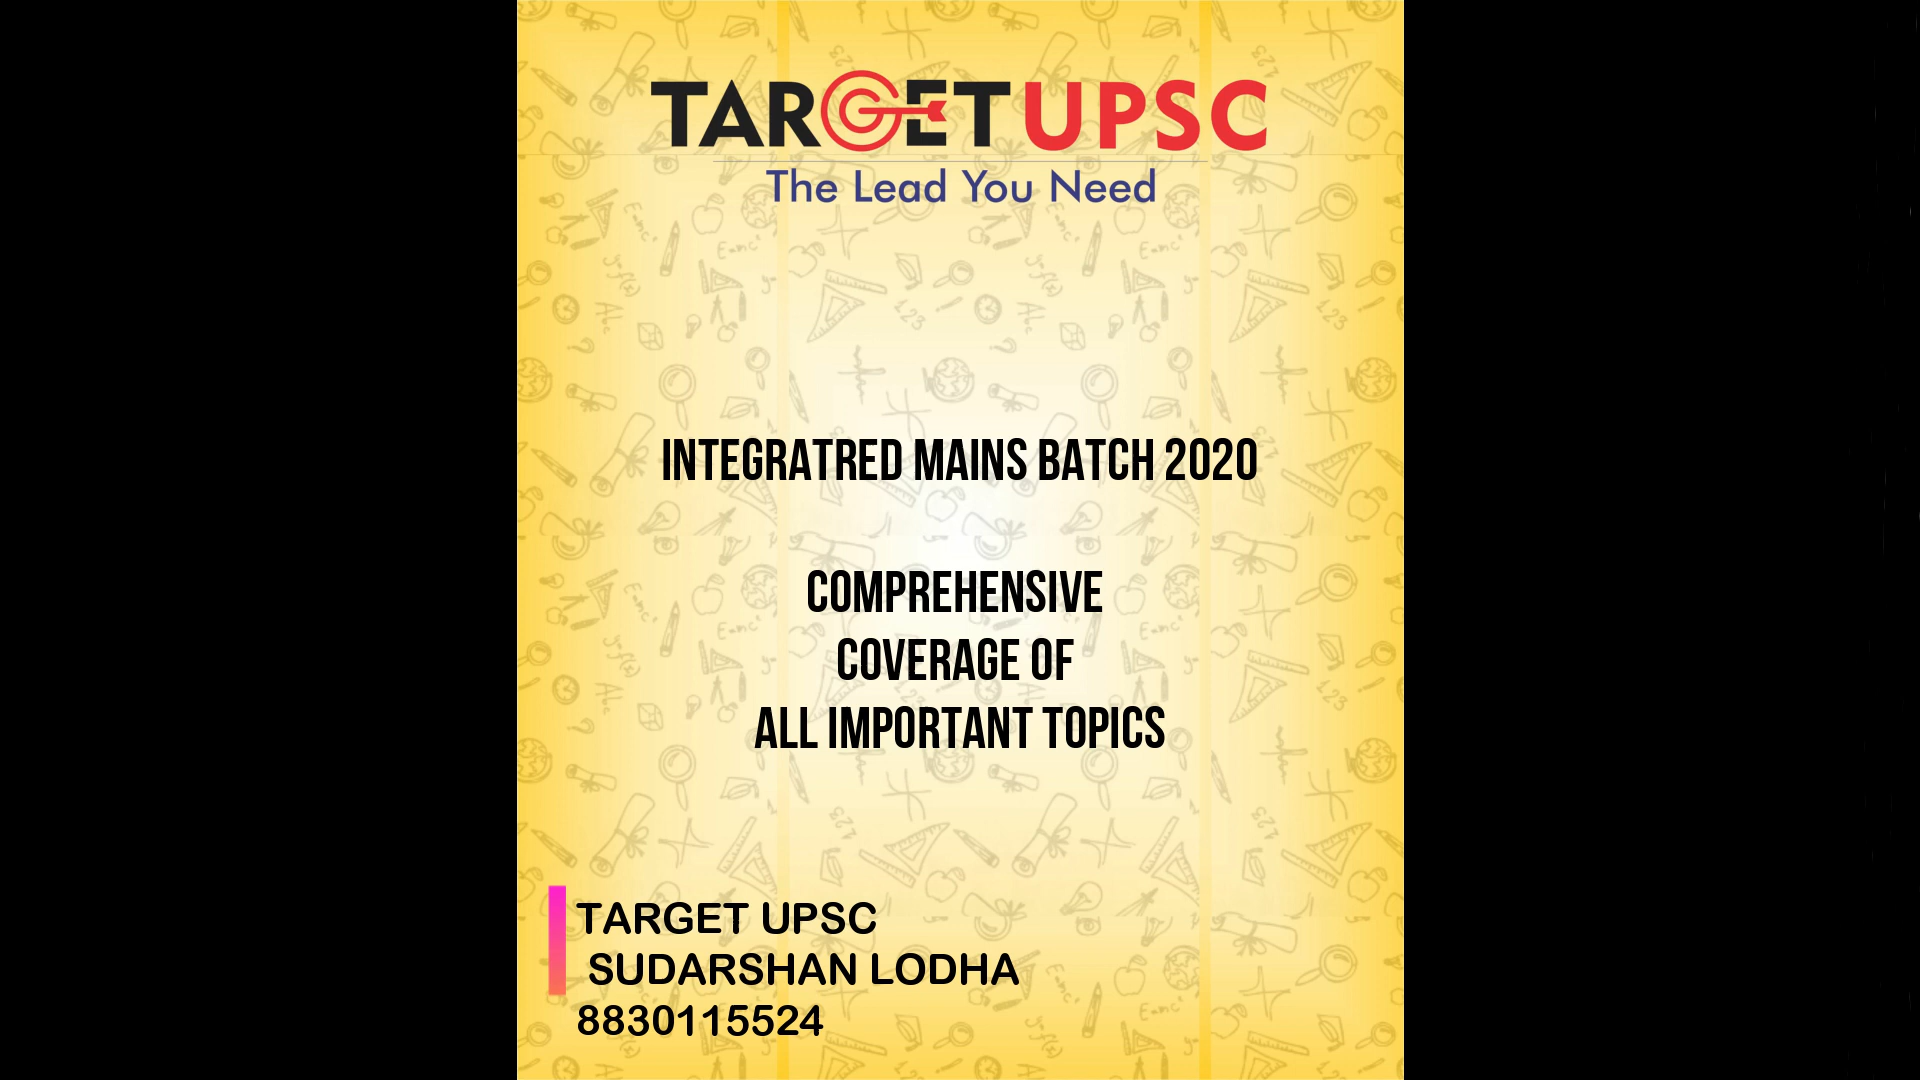 TARGET UPSC
The Lead You Need
INTEGRATRED MAINS BATCH 2020
COMPREHENSIVE
COVERAGE OF
ALL IMPORTANT TOPICS
TARGET UPSC
SUDARSHAN LODHA
8830115524